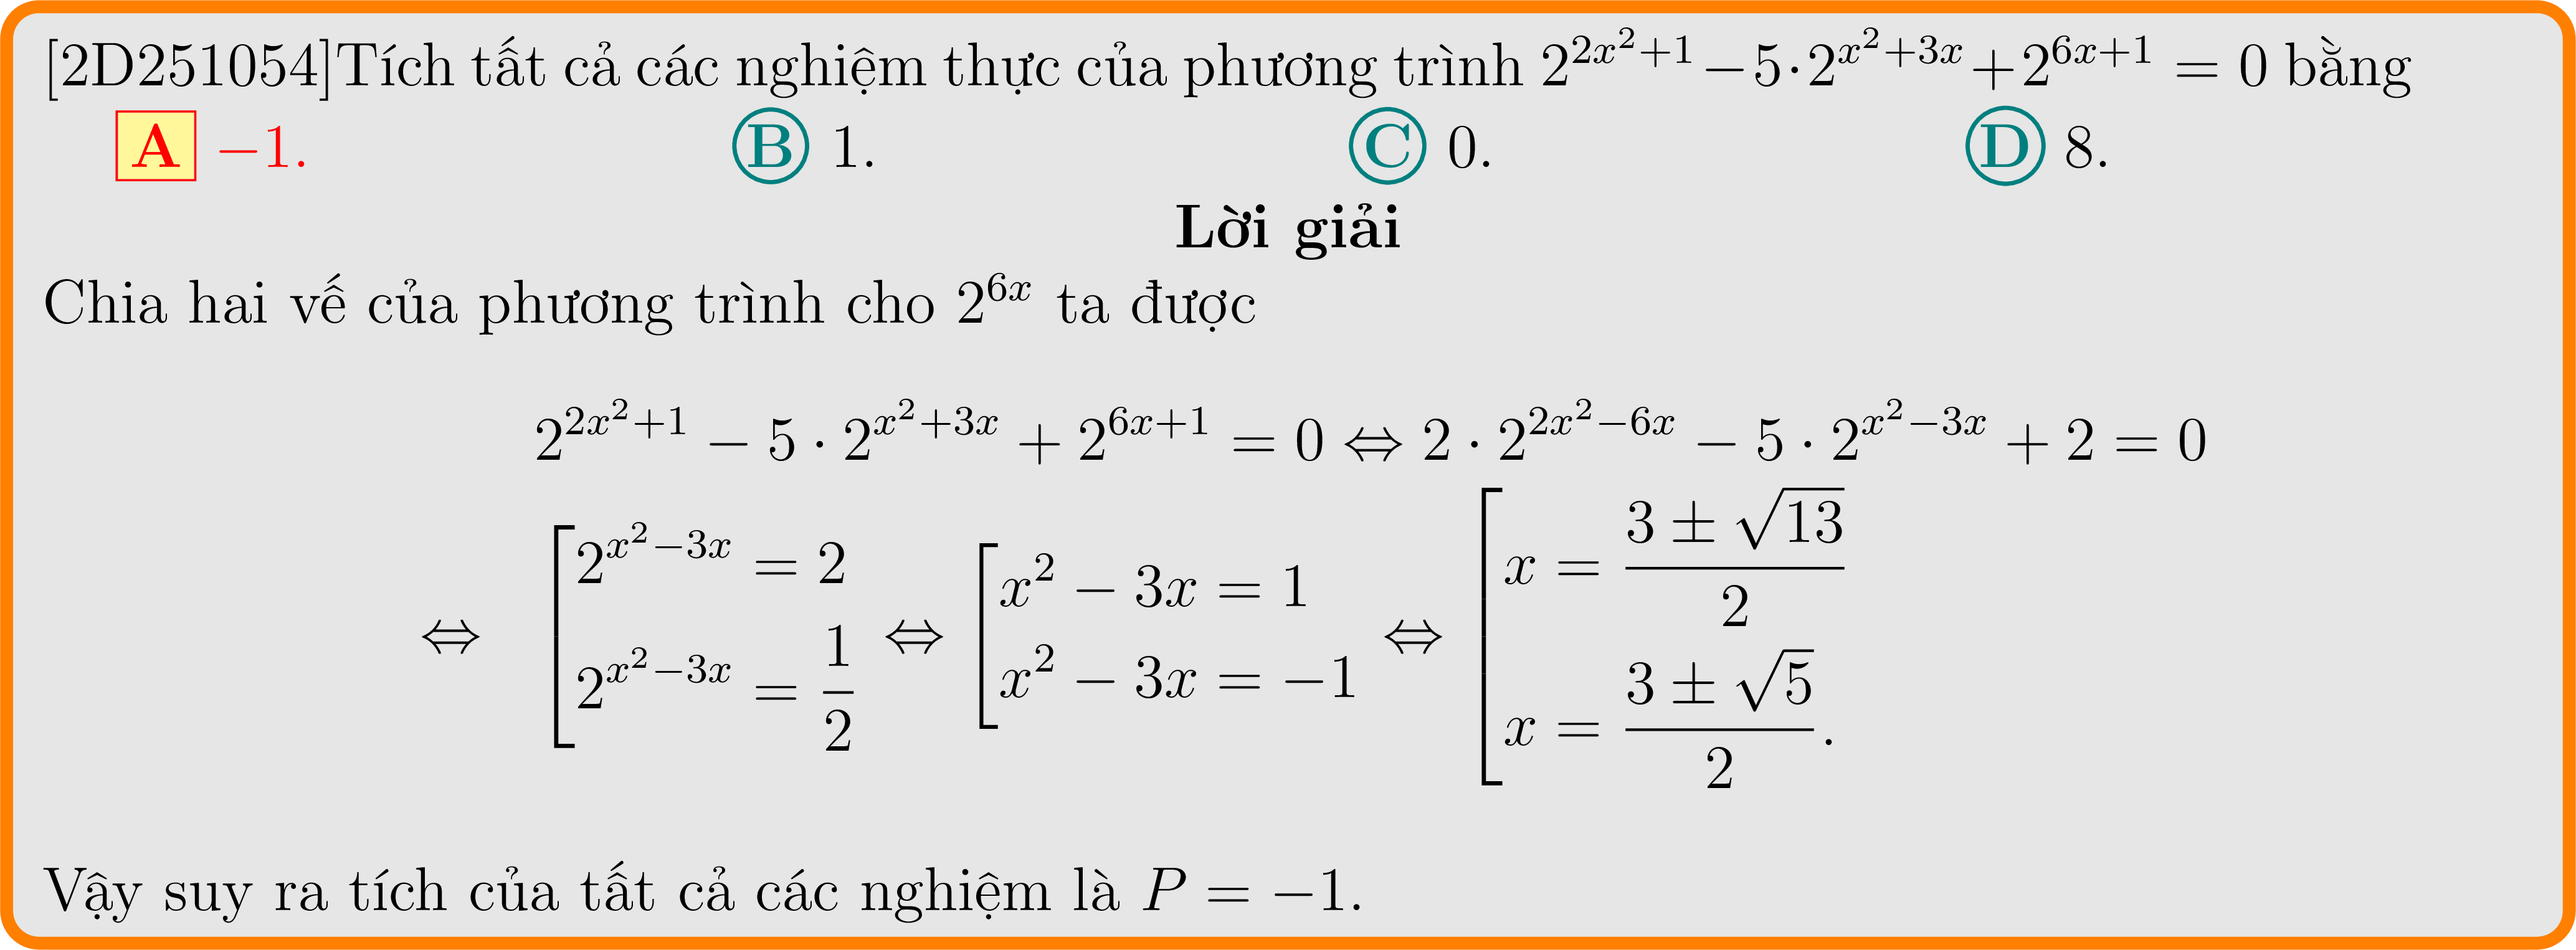 [2D251054]Tích tất cả các nghiệm thực của phương trình $2^{2x^2+1}-5\cdot 2^{x^2+3x}+2^{6x+1}=0$ bằng
A −1. B 1. C 0. D 8.
Lời giải
Chia hai vế của phương trình cho $2^{6x}$ ta được
$2^{2x^2+1}-5\cdot 2^{x^2+3x}+2^{6x+1}=0 \Leftrightarrow 2\cdot 2^{2x^2-6x}-5\cdot 2^{x^2-3x}+2=0$
$\Leftrightarrow \left[\begin{array}{l}2^{x^2-3x}=2\\2^{x^2-3x}=\dfrac{1}{2}\end{array}\right. \Leftrightarrow \left[\begin{array}{l}x^2-3x=1\\x^2-3x=-1\end{array}\right. \Leftrightarrow \left[\begin{array}{l}x=\dfrac{3\pm\sqrt{13}}{2}\\x=\dfrac{3\pm\sqrt{5}}{2}.\end{array}\right.$
Vậy suy ra tích của tất cả các nghiệm là $P=-1$.